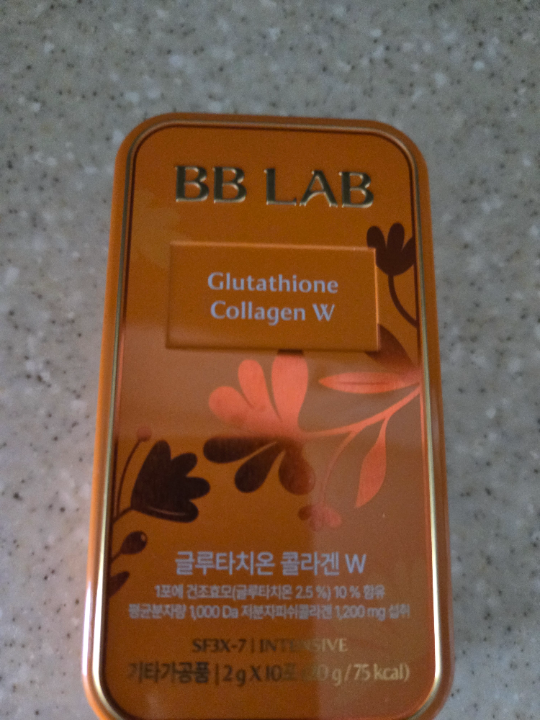 BB LAB
Glutathione
Collagen W
글루타치온 콜라겐 W
1포에 건조효모(글루타치온 2.5 %) 10 % 함유
평균분자량 1,000 Da 저분자피쉬콜라겐 1,200 mg 섭취
SF3X-7 | INTENSIVE
기타가공품 | 2 g X 10포 (20 g / 75 kcal)